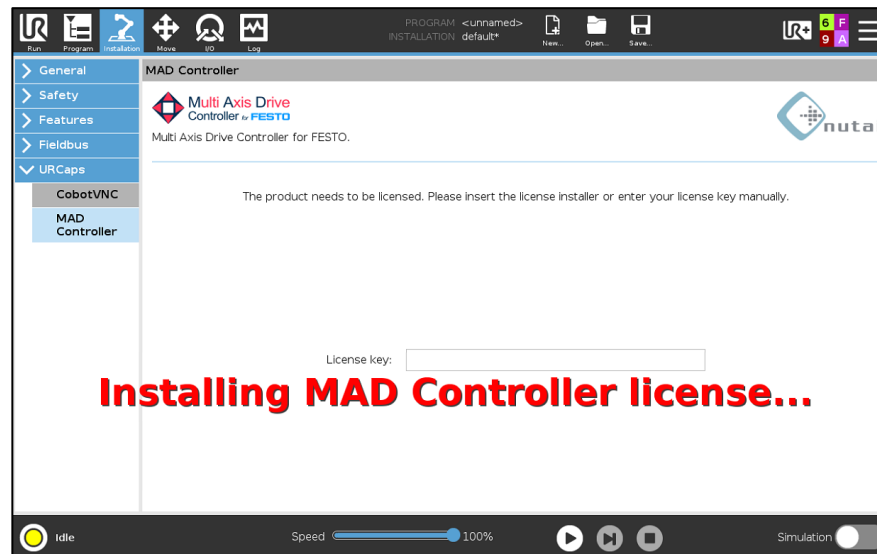 PROGRAM <unnamed>
INSTALLATION default*
UR
Run
Program
Installation
Move
I/O
Log
New...
Open...
Save...
UR+
6 F
9 A
General
Safety
Features
Fieldbus
URCaps
CobotVNC
MAD
Controller
MAD Controller
Multi Axis Drive
Controller for FESTO
Multi Axis Drive Controller for FESTO.
nuta
The product needs to be licensed. Please insert the license installer or enter your license key manually.
License key:
Installing MAD Controller license...
Idle
Speed
100%
Simulation